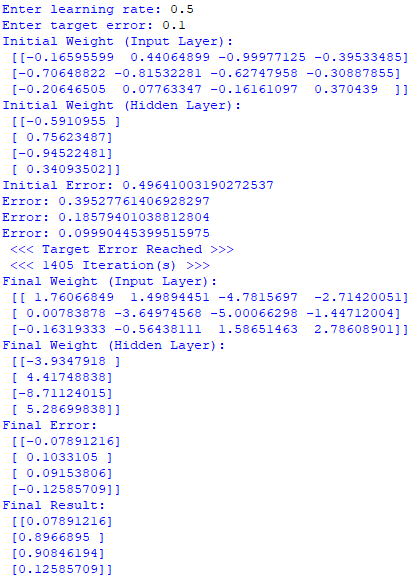 Enter learning rate: 0.5
Enter target error: 0.1
Initial Weight (Input Layer):
[[-0.16595599  0.44064899 -0.99977125 -0.39533485]
[-0.70648822 -0.81532281 -0.62747958 -0.30887855]
[-0.20646505  0.07763347 -0.16161097  0.370439  ]]
Initial Weight (Hidden Layer):
[[-0.5910955 ]
[ 0.75623487]
[-0.94522481]
[ 0.34093502]]
Initial Error: 0.49641003190272537
Error: 0.39527761406928297
Error: 0.18579401038812804
Error: 0.09990445399515975
<<< Target Error Reached >>>
<<< 1405 Iteration(s) >>>
Final Weight (Input Layer):
[[ 1.76066849  1.49894451 -4.7815697  -2.71420051]
[ 0.00783878 -3.64974568 -5.00066298 -1.44712004]
[-0.16319333 -0.56438111  1.58651463  2.78608901]]
Final Weight (Hidden Layer):
[[-3.9347918 ]
[ 4.41748838]
[-8.71124015]
[ 5.28699838]]
Final Error:
[[-0.07891216]
[ 0.1033105 ]
[ 0.09153806]
[-0.12585709]]
Final Result:
[[0.07891216]
[0.8966895 ]
[0.90846194]
[0.12585709]]